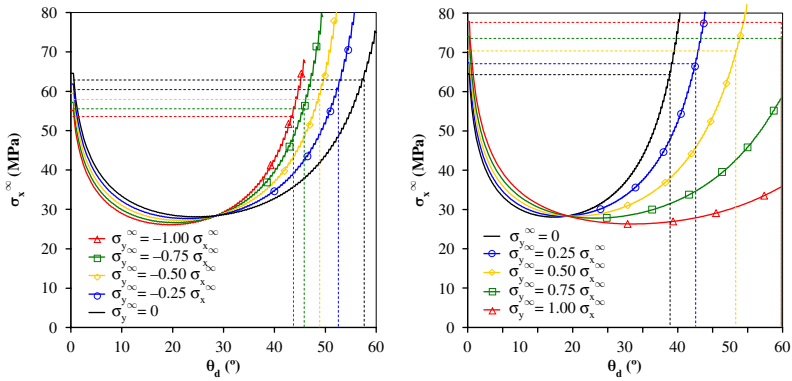 80
70
60
50
40
30
20
10
0
σx∞ (MPa)
σy∞ = –1.00 σx∞
σy∞ = –0.75 σx∞
σy∞ = –0.50 σx∞
σy∞ = –0.25 σx∞
σy∞ = 0
0 10 20 30 40 50 60
θd (º)
80
70
60
50
40
30
20
10
0
σx∞ (MPa)
σy∞ = 0
σy∞ = 0.25 σx∞
σy∞ = 0.50 σx∞
σy∞ = 0.75 σx∞
σy∞ = 1.00 σx∞
0 10 20 30 40 50 60
θd (º)